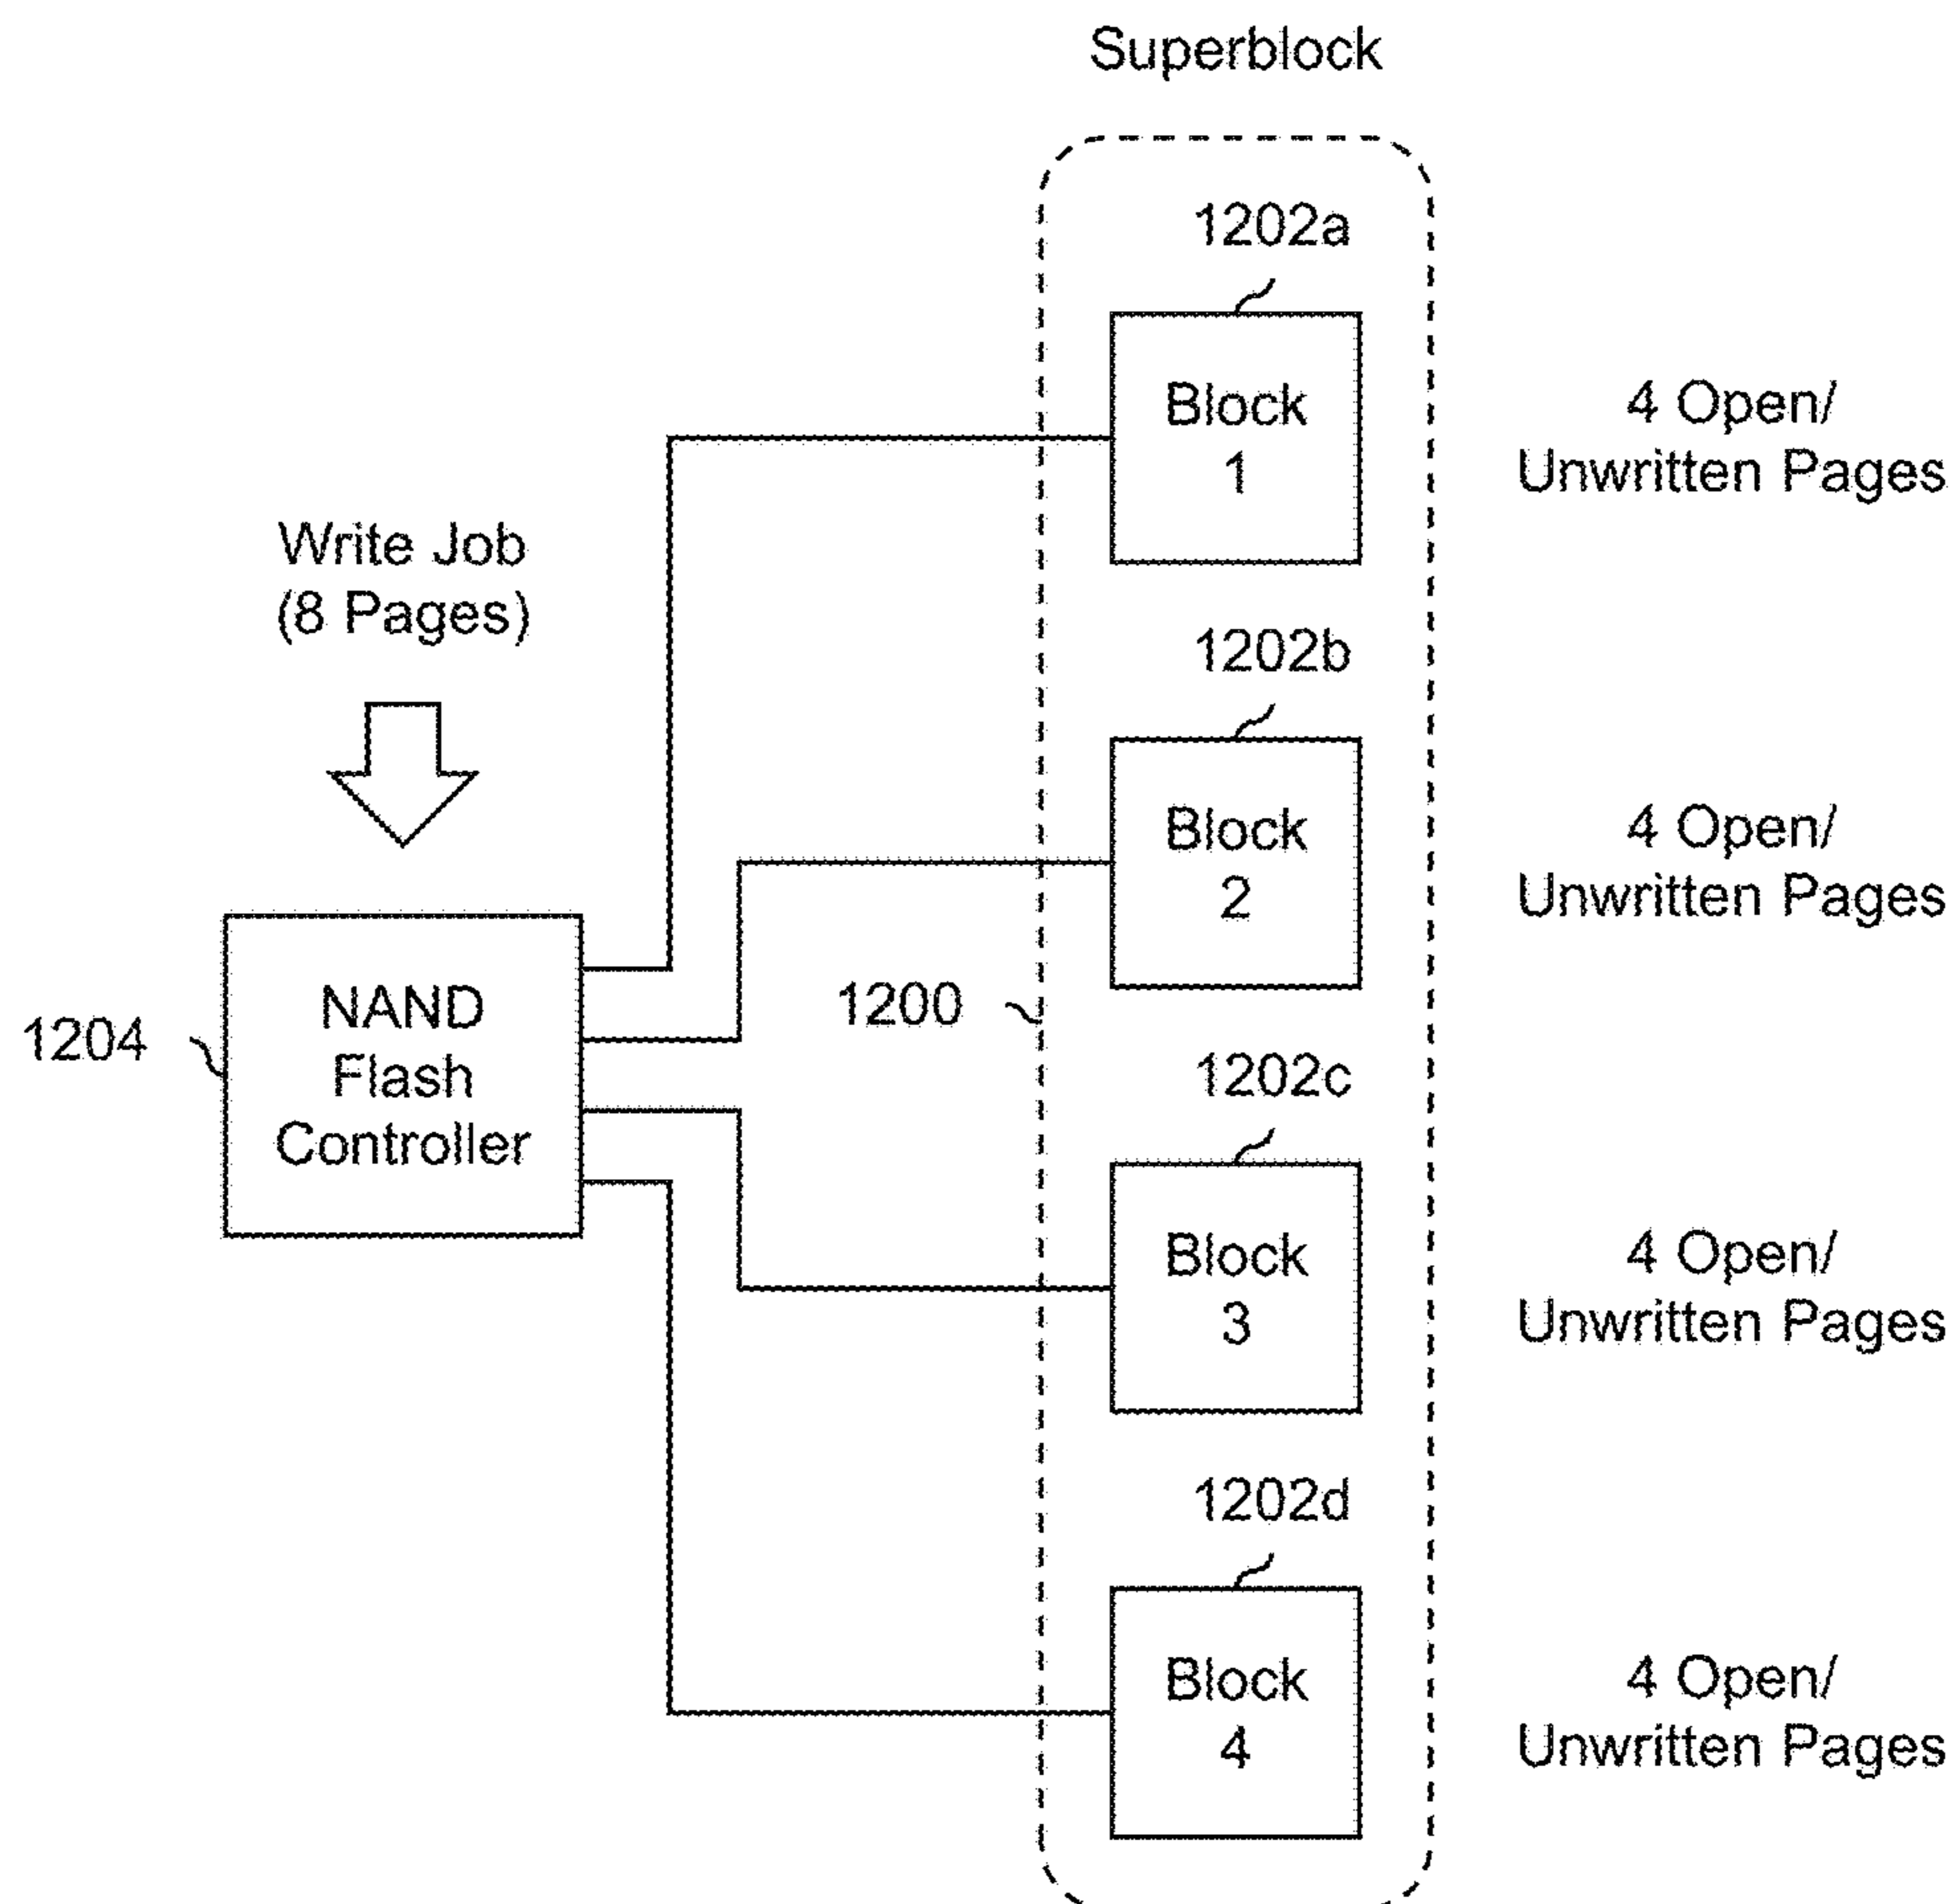 Superblock
1202a
Block
1
4 Open/
Unwritten Pages
Write Job
(8 Pages)
1202b
Block
2
4 Open/
Unwritten Pages
1204
NAND
Flash
Controller
1200
1202c
Block
3
4 Open/
Unwritten Pages
1202d
Block
4
4 Open/
Unwritten Pages